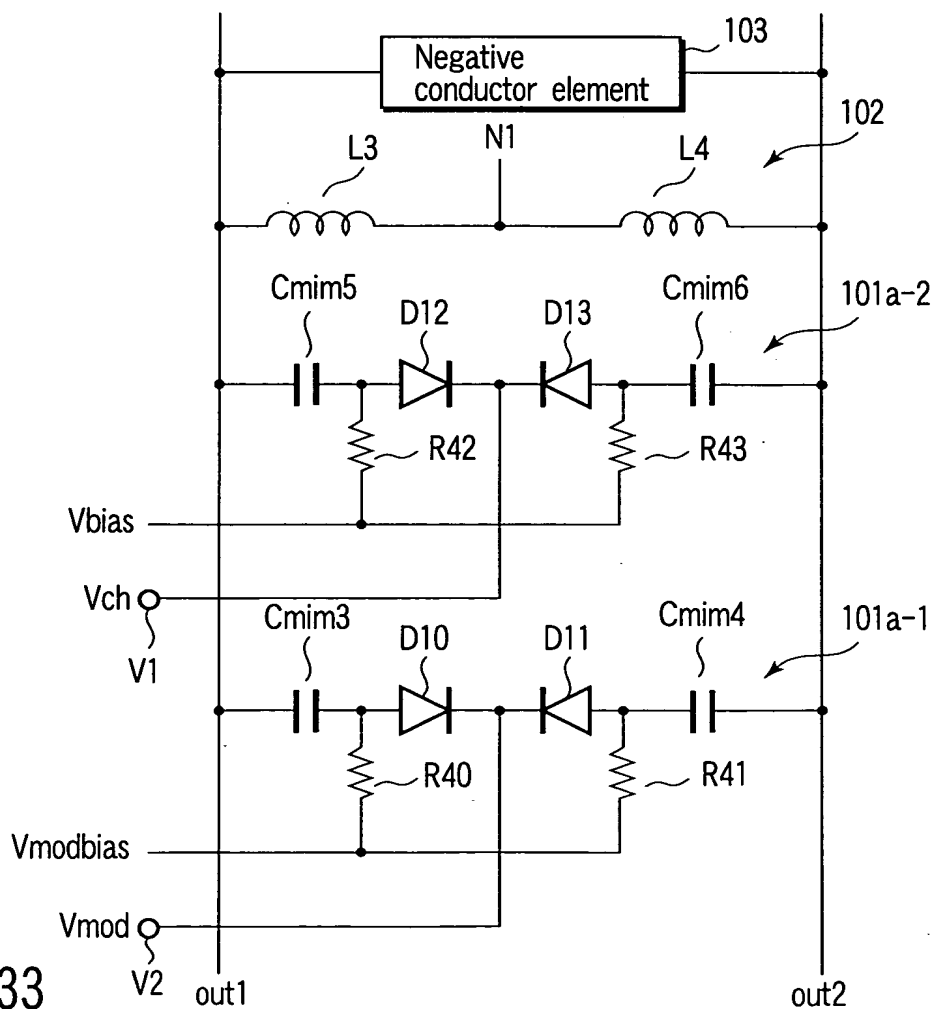 103
Negative
conductor element
102
N1
L3
L4
Cmim5
Cmim6
101a-2
D12
D13
R42
R43
Vbias
Vch
V1
Cmim3
Cmim4
101a-1
D10
D11
R40
R41
Vmodbias
Vmod
V2
33
out1
out2